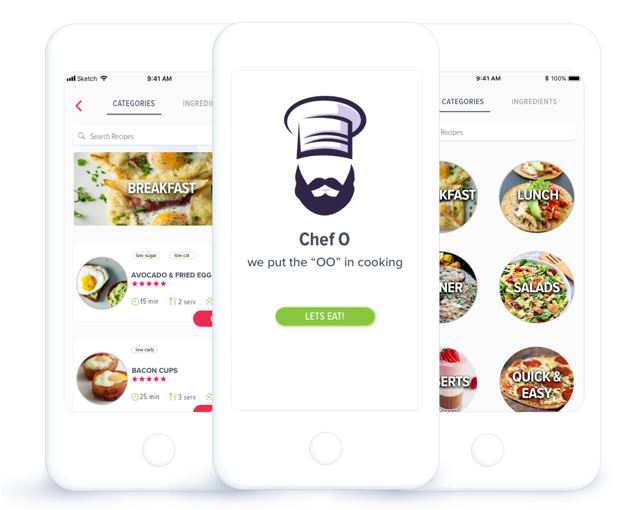 Sketch 9:41 AM
CATEGORIES INGREDIE
Search Recipes
BREAKFAST
low sugar low cal
AVOCADO & FRIED EGG
15 min 2 serv
low carb
BACON CUPS
25 min 3 serv
Chef O
we put the “OO” in cooking
LETS EAT!
9:41 AM 100%
CATEGORIES INGREDIENTS
Recipes
KFAST
LUNCH
NER
SALADS
ERTS
QUICK &
EASY